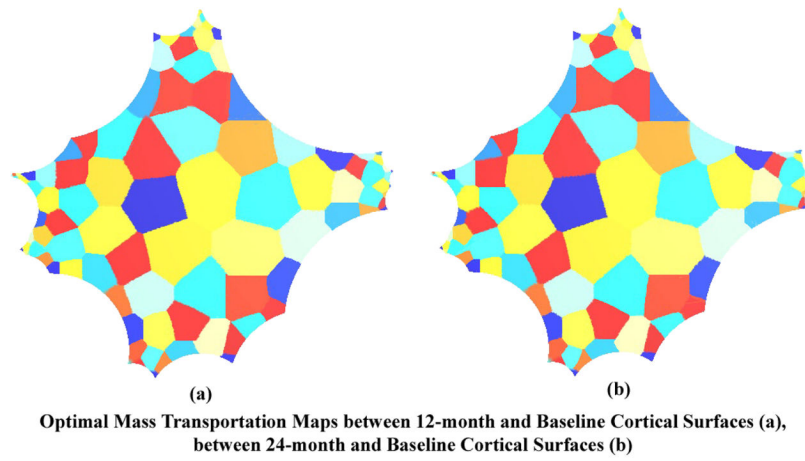 (a)
(b)
Optimal Mass Transportation Maps between 12-month and Baseline Cortical Surfaces (a),
between 24-month and Baseline Cortical Surfaces (b)